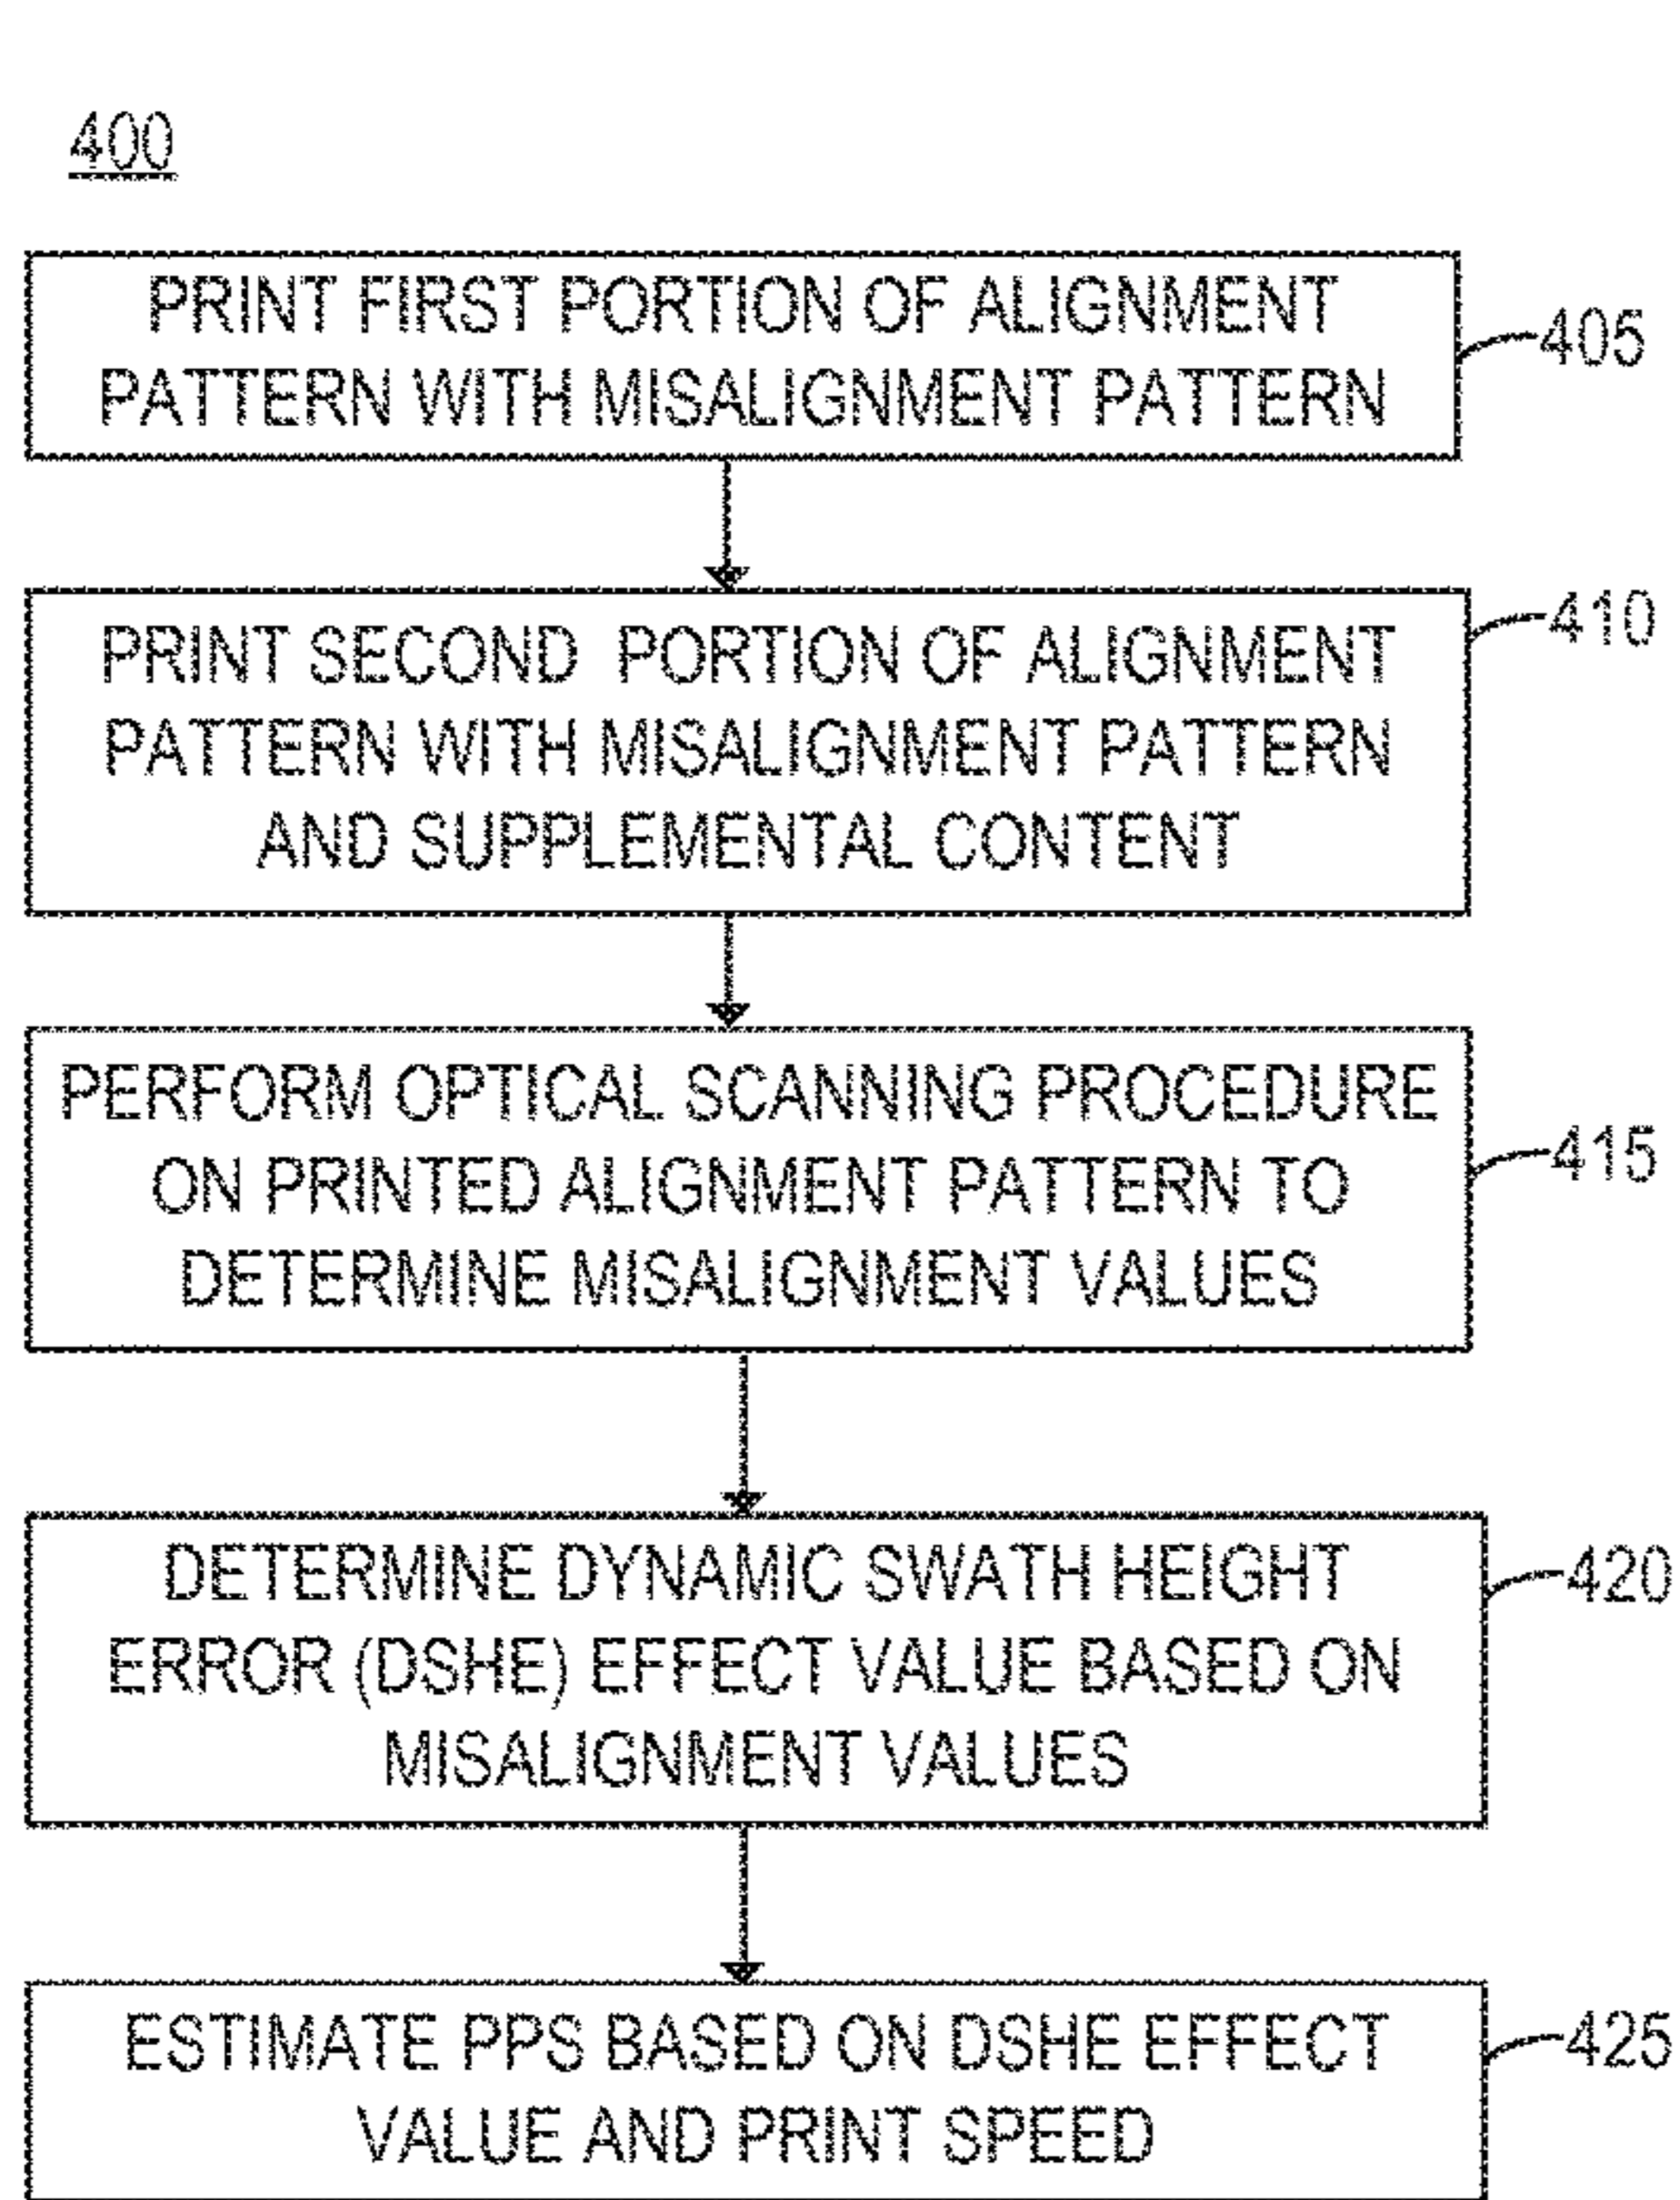 400
PRINT FIRST PORTION OF ALIGNMENT
PATTERN WITH MISALIGNMENT PATTERN
405
PRINT SECOND PORTION OF ALIGNMENT
PATTERN WITH MISALIGNMENT PATTERN
AND SUPPLEMENTAL CONTENT
410
PERFORM OPTICAL SCANNING PROCEDURE
ON PRINTED ALIGNMENT PATTERN TO
DETERMINE MISALIGNMENT VALUES
415
DETERMINE DYNAMIC SWATH HEIGHT
ERROR (DSHE) EFFECT VALUE BASED ON
MISALIGNMENT VALUES
420
ESTIMATE PPS BASED ON DSHE EFFECT
VALUE AND PRINT SPEED
425